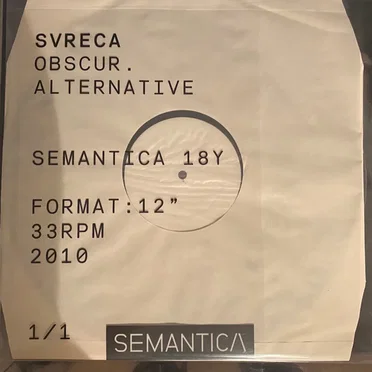 SVRECA
OBSCUR.
ALTERNATIVE
SEMANTICA 18Y
FORMAT:12”
33RPM
2010
1/1
SEMANTICA